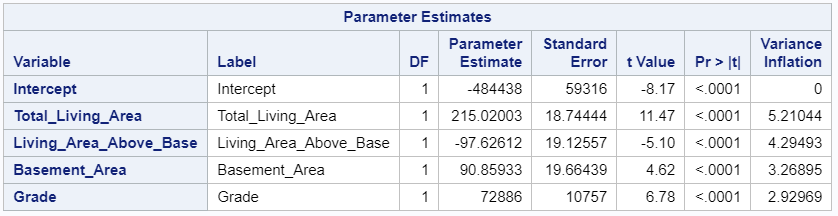 Parameter Estimates
Variable Label DF Parameter Estimate Standard Error t Value Pr > |t| Variance Inflation
Intercept Intercept 1 -484438 59316 -8.17 <.0001 0
Total_Living_Area Total_Living_Area 1 215.02003 18.74444 11.47 <.0001 5.21044
Living_Area_Above_Base Living_Area_Above_Base 1 -97.62612 19.12557 -5.10 <.0001 4.29493
Basement_Area Basement_Area 1 90.85933 19.66439 4.62 <.0001 3.26895
Grade Grade 1 72886 10757 6.78 <.0001 2.92969